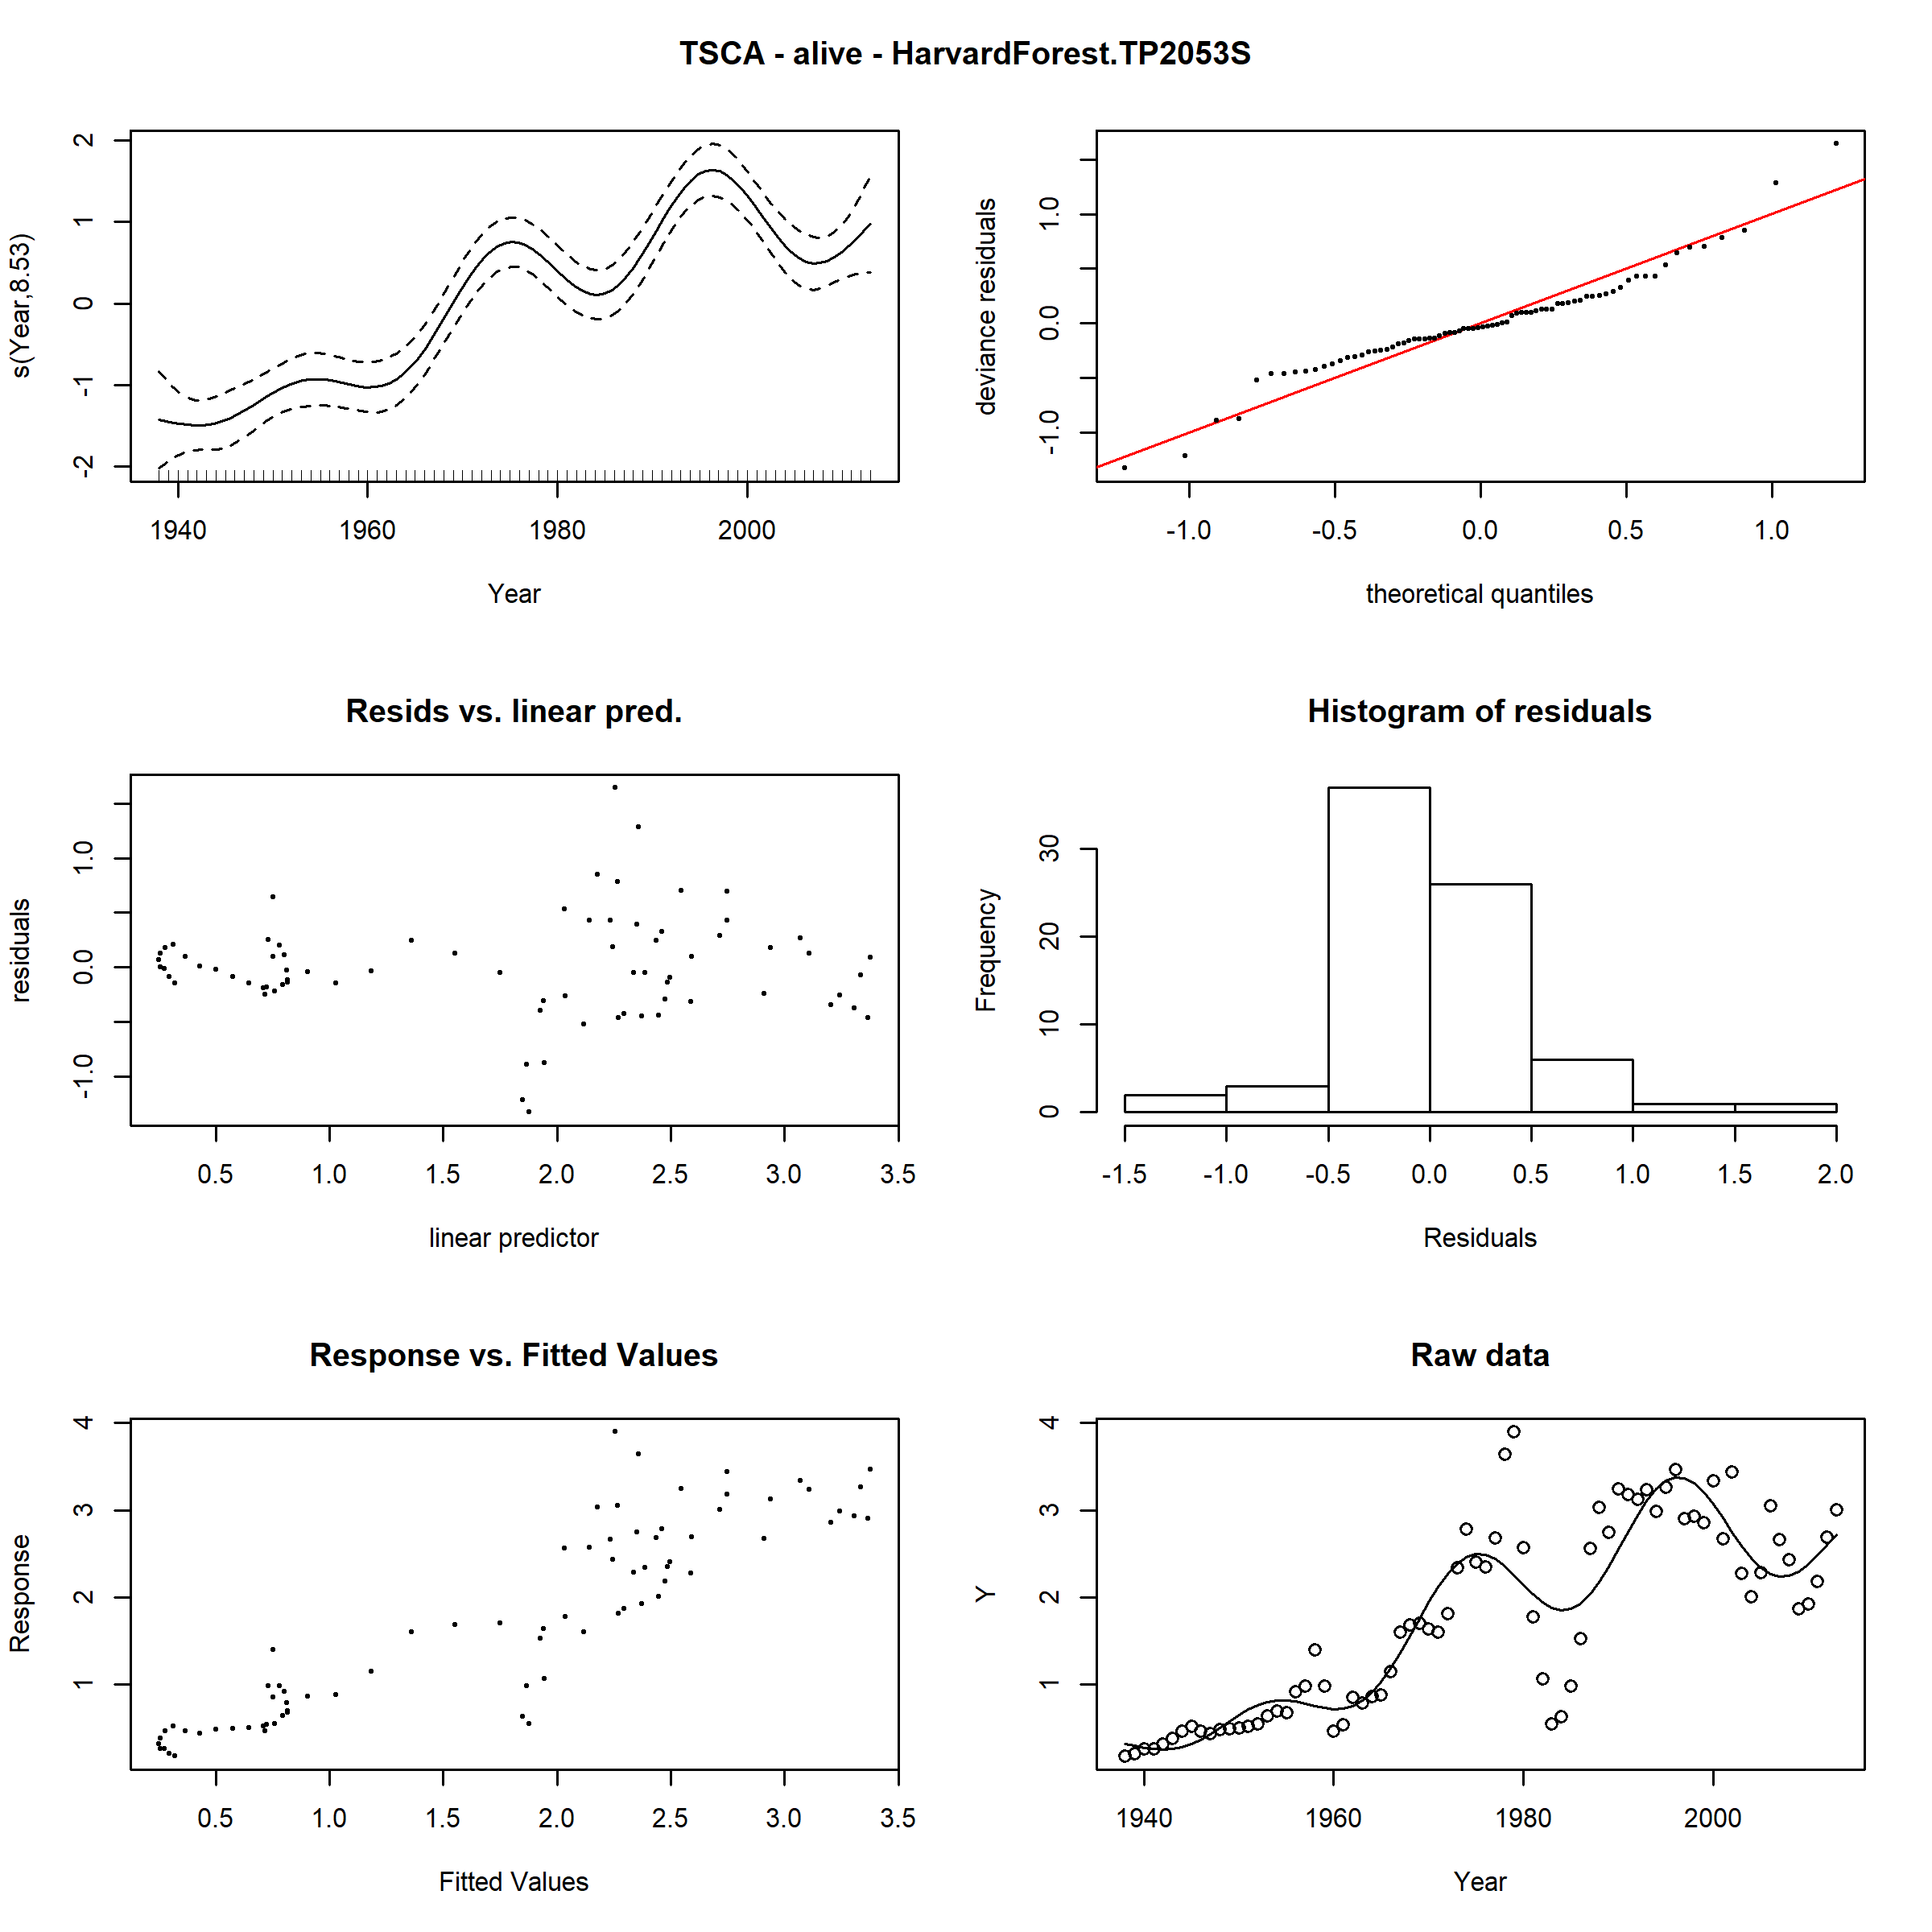 TSCA - alive - HarvardForest.TP2053S
s(Year,8.53)
2
1
0
-1
-2
1940 1960 1980 2000
Year
deviance residuals
1.0
0.0
-1.0
-1.0 -0.5 0.0 0.5 1.0
theoretical quantiles
Resids vs. linear pred.
residuals
1.0
0.0
-1.0
0.5 1.0 1.5 2.0 2.5 3.0 3.5
linear predictor
Histogram of residuals
Frequency
30
20
10
0
-1.5 -1.0 -0.5 0.0 0.5 1.0 1.5 2.0
Residuals
Response vs. Fitted Values
Response
4
3
2
1
0.5 1.0 1.5 2.0 2.5 3.0 3.5
Fitted Values
Raw data
Y
4
3
2
1
1940 1960 1980 2000
Year